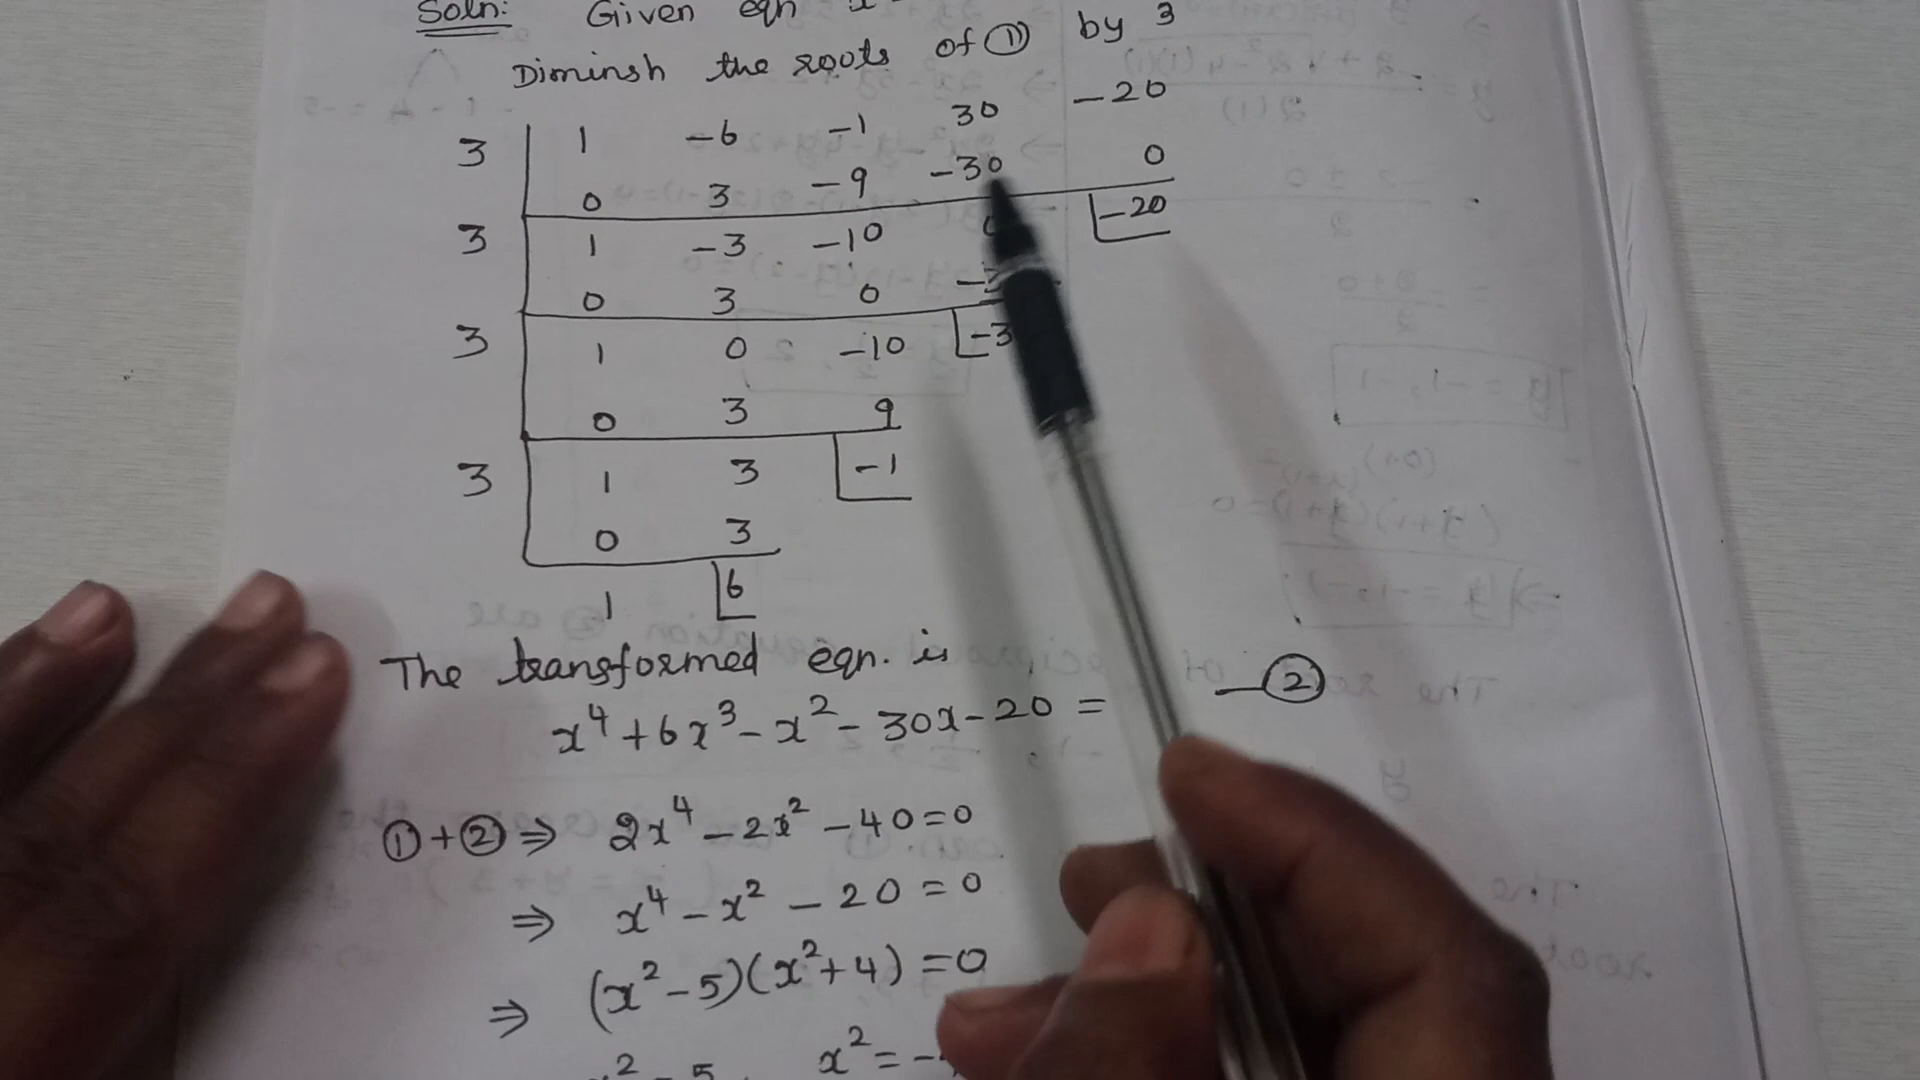 Soln: Given eqn x
Diminsh the roots of ① by 3
3 | 1 -6 -1 30 -20
0 3 -9 -30 0
3 | 1 -3 -10 -20
0 3 0
3 | 1 0 -10 -3
0 3 9
3 | 1 3 -1
0 3
1 6
The transformed eqn. is
x⁴+6x³-x²-30x-20 = —②
①+② ⇒ 2x⁴-2x²-40=0
⇒ x⁴-x²-20=0
⇒ (x²-5)(x²+4)=0
x² = -